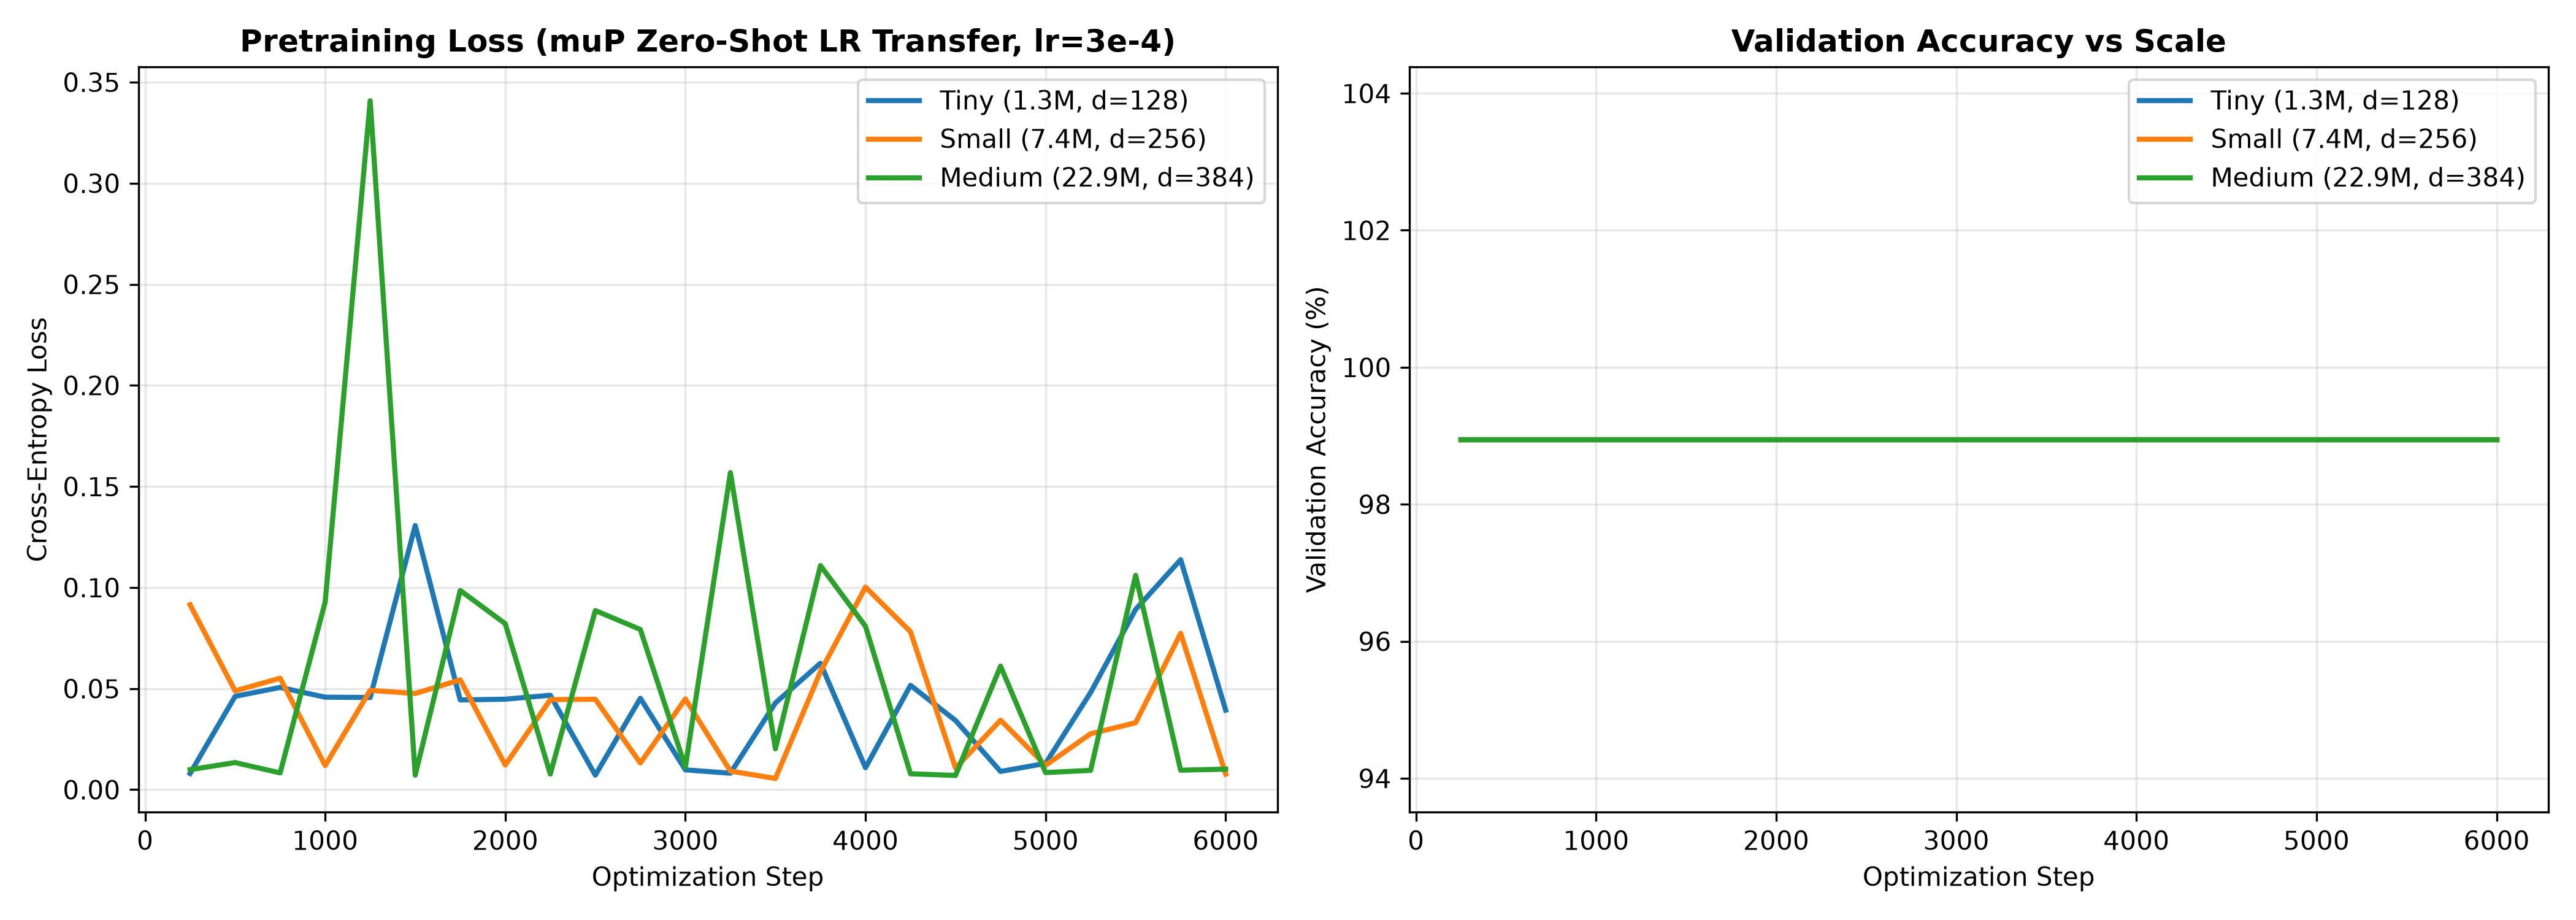 Pretraining Loss (muP Zero-Shot LR Transfer, lr=3e-4)
Cross-Entropy Loss
0.35
0.30
0.25
0.20
0.15
0.10
0.05
0.00
Tiny (1.3M, d=128)
Small (7.4M, d=256)
Medium (22.9M, d=384)
0 1000 2000 3000 4000 5000 6000
Optimization Step
Validation Accuracy vs Scale
Validation Accuracy (%)
104
102
100
98
96
94
Tiny (1.3M, d=128)
Small (7.4M, d=256)
Medium (22.9M, d=384)
0 1000 2000 3000 4000 5000 6000
Optimization Step